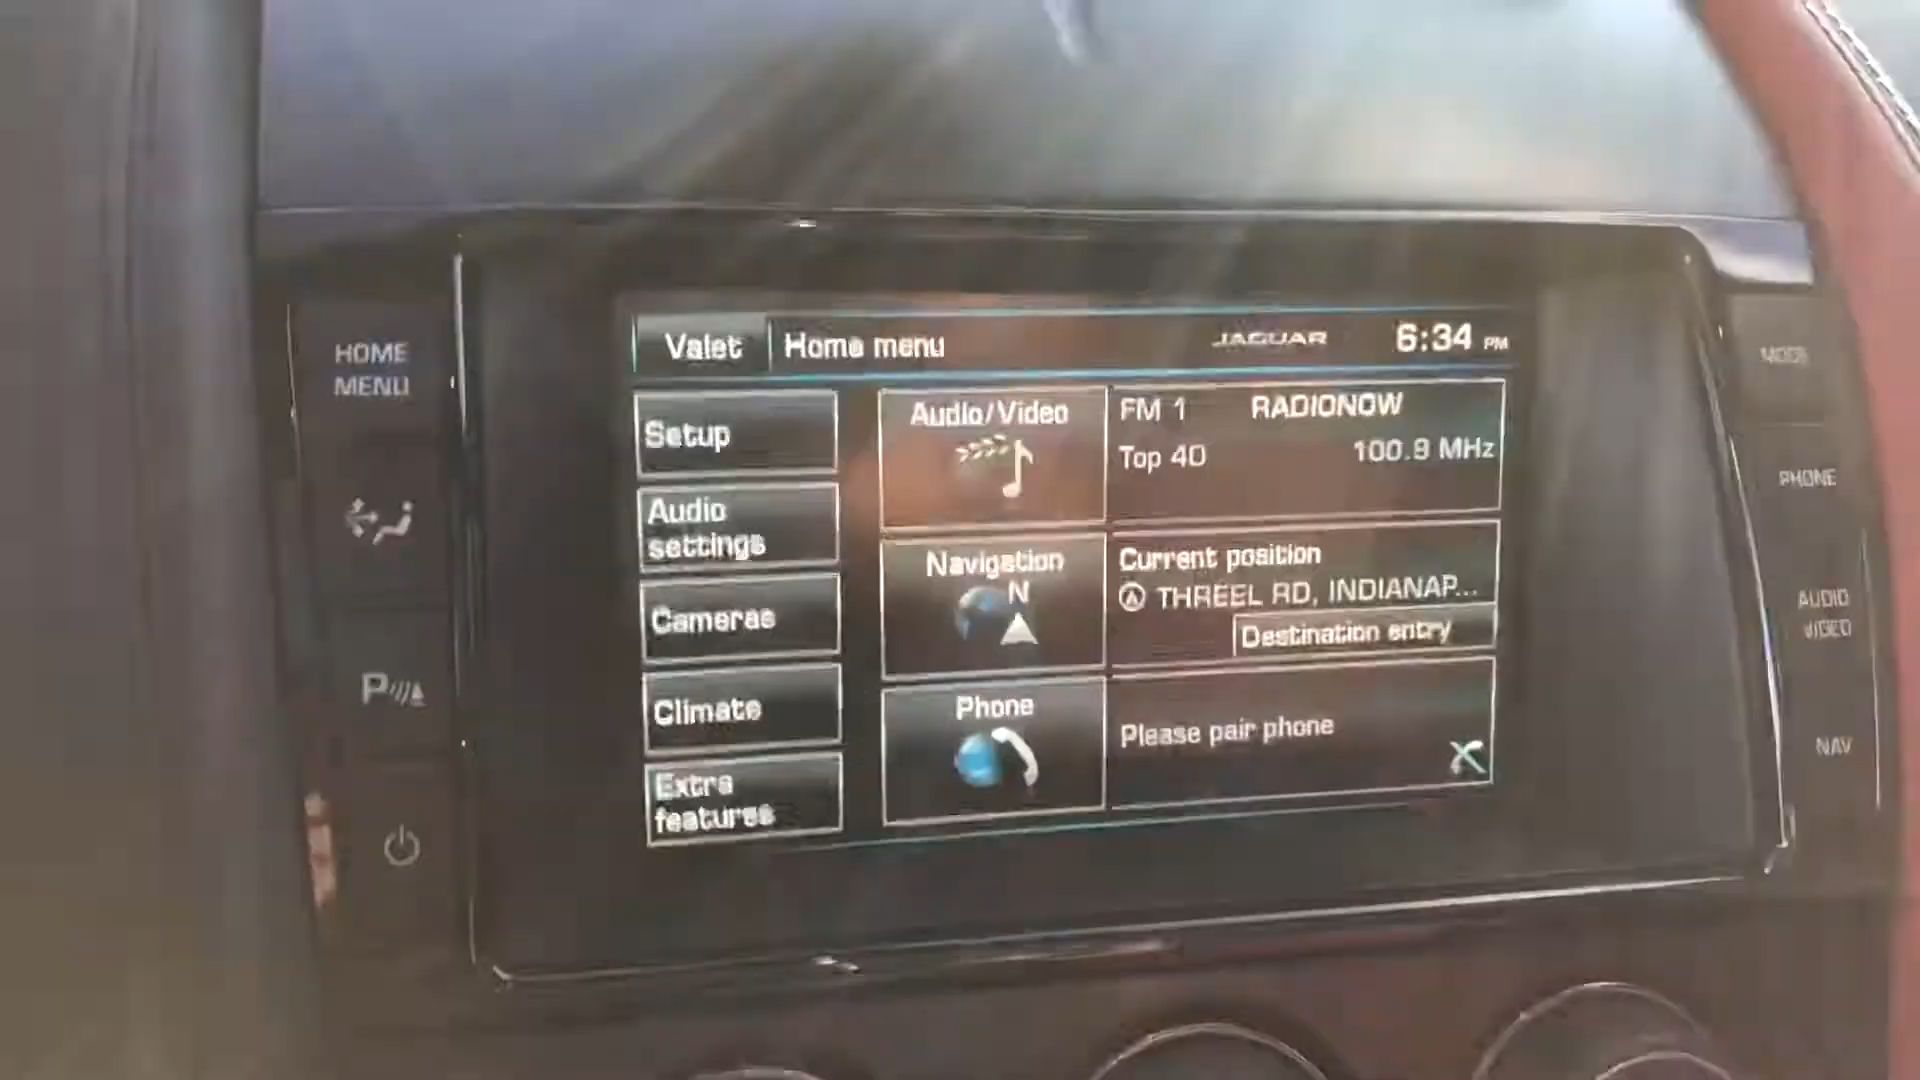 HOME
MENU
P
Valet
Home menu
JAGUAR
6:34 PM
Setup
Audio
settings
Cameras
Climate
Extra
features
Audio/Video
FM 1
RADIONOW
Top 40
100.9 MHz
Navigation
N
Current position
THREEL RD, INDIANAP...
Destination entry
Phone
Please pair phone
MODE
PHONE
AUDIO
VIDEO
NAV